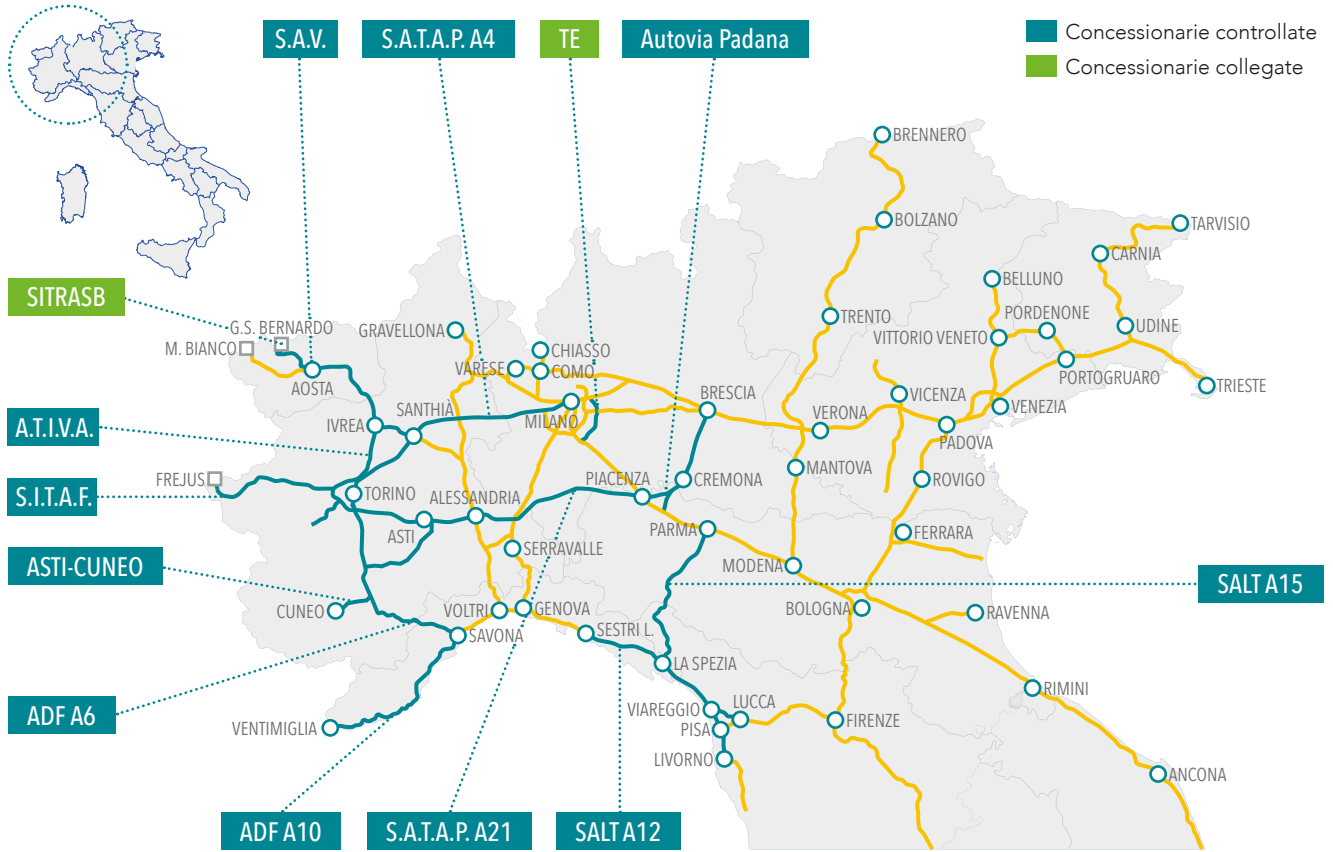 S.A.V.
S.A.T.A.P. A4
TE
Autovia Padana
Concessionarie controllate
Concessionarie collegate
BRENNERO
BOLZANO
TARVISIO
CARNIA
BELLUNO
SITRASB
G.S. BERNARDO
GRAVELLONA
TRENTO
PORDENONE
UDINE
M. BIANCO
CHIASSO
VITTORIO VENETO
VARESE
COMO
PORTOGRUARO
AOSTA
BRESCIA
TRIESTE
SANTHIÀ
VICENZA
VENEZIA
A.T.I.V.A.
IVREA
MILANO
VERONA
PADOVA
MANTOVA
FREJUS
PIACENZA
CREMONA
ROVIGO
S.I.T.A.F.
TORINO
ALESSANDRIA
ASTI
PARMA
FERRARA
SERRAVALLE
ASTI-CUNEO
MODENA
SALT A15
CUNEO
VOLTRI
GENOVA
BOLOGNA
RAVENNA
SAVONA
SESTRI L.
LA SPEZIA
RIMINI
ADF A6
VIAREGGIO
LUCCA
VENTIMIGLIA
PISA
FIRENZE
LIVORNO
ANCONA
ADF A10
S.A.T.A.P. A21
SALT A12